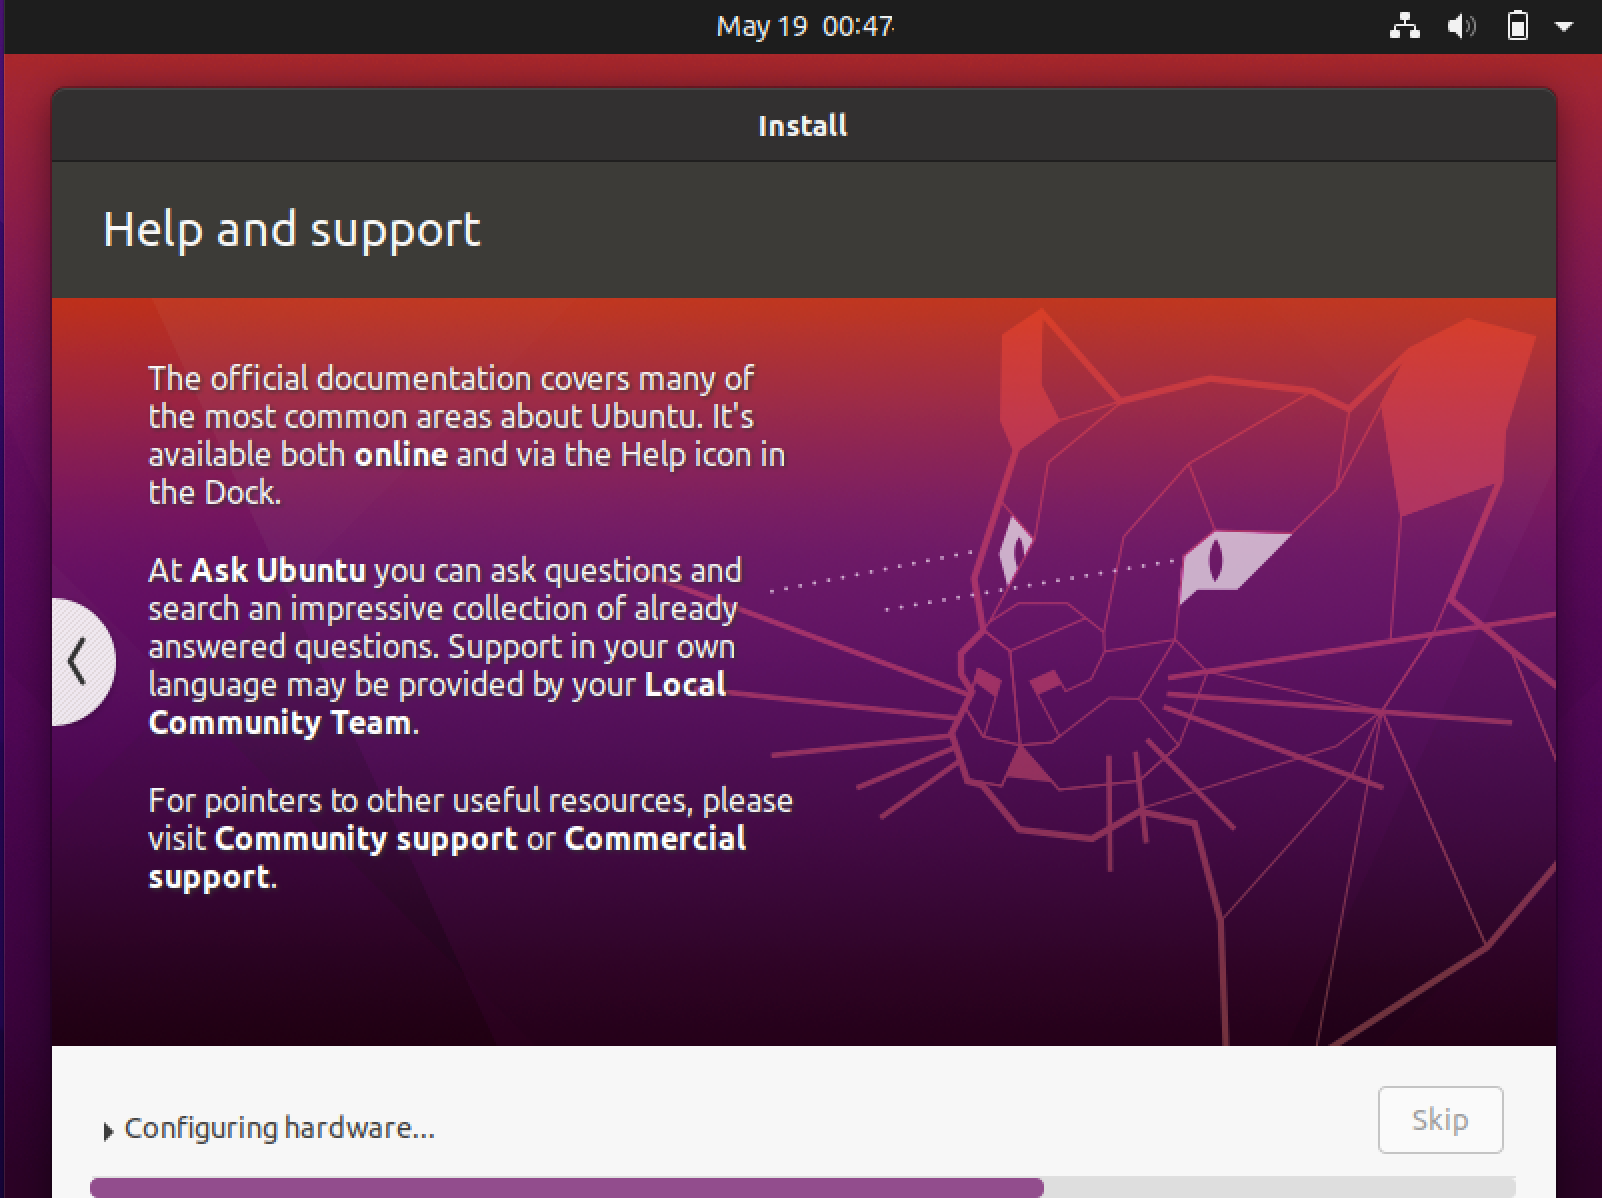 May 19 00:47
Install
Help and support
The official documentation covers many of
the most common areas about Ubuntu. It's
available both online and via the Help icon in
the Dock.
At Ask Ubuntu you can ask questions and
search an impressive collection of already
answered questions. Support in your own
language may be provided by your Local
Community Team.
For pointers to other useful resources, please
visit Community support or Commercial
support.
Configuring hardware...
Skip